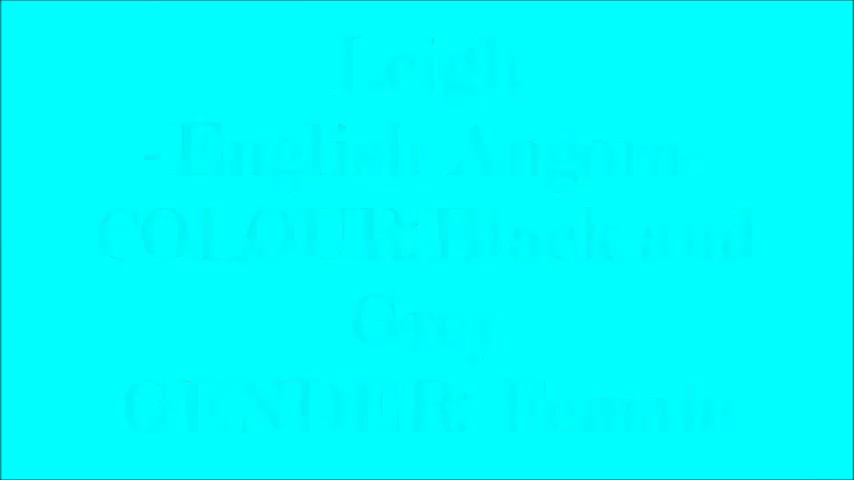 Leigh
-English Angora-
COLOUR: Black and
Grey
GENDER: Female